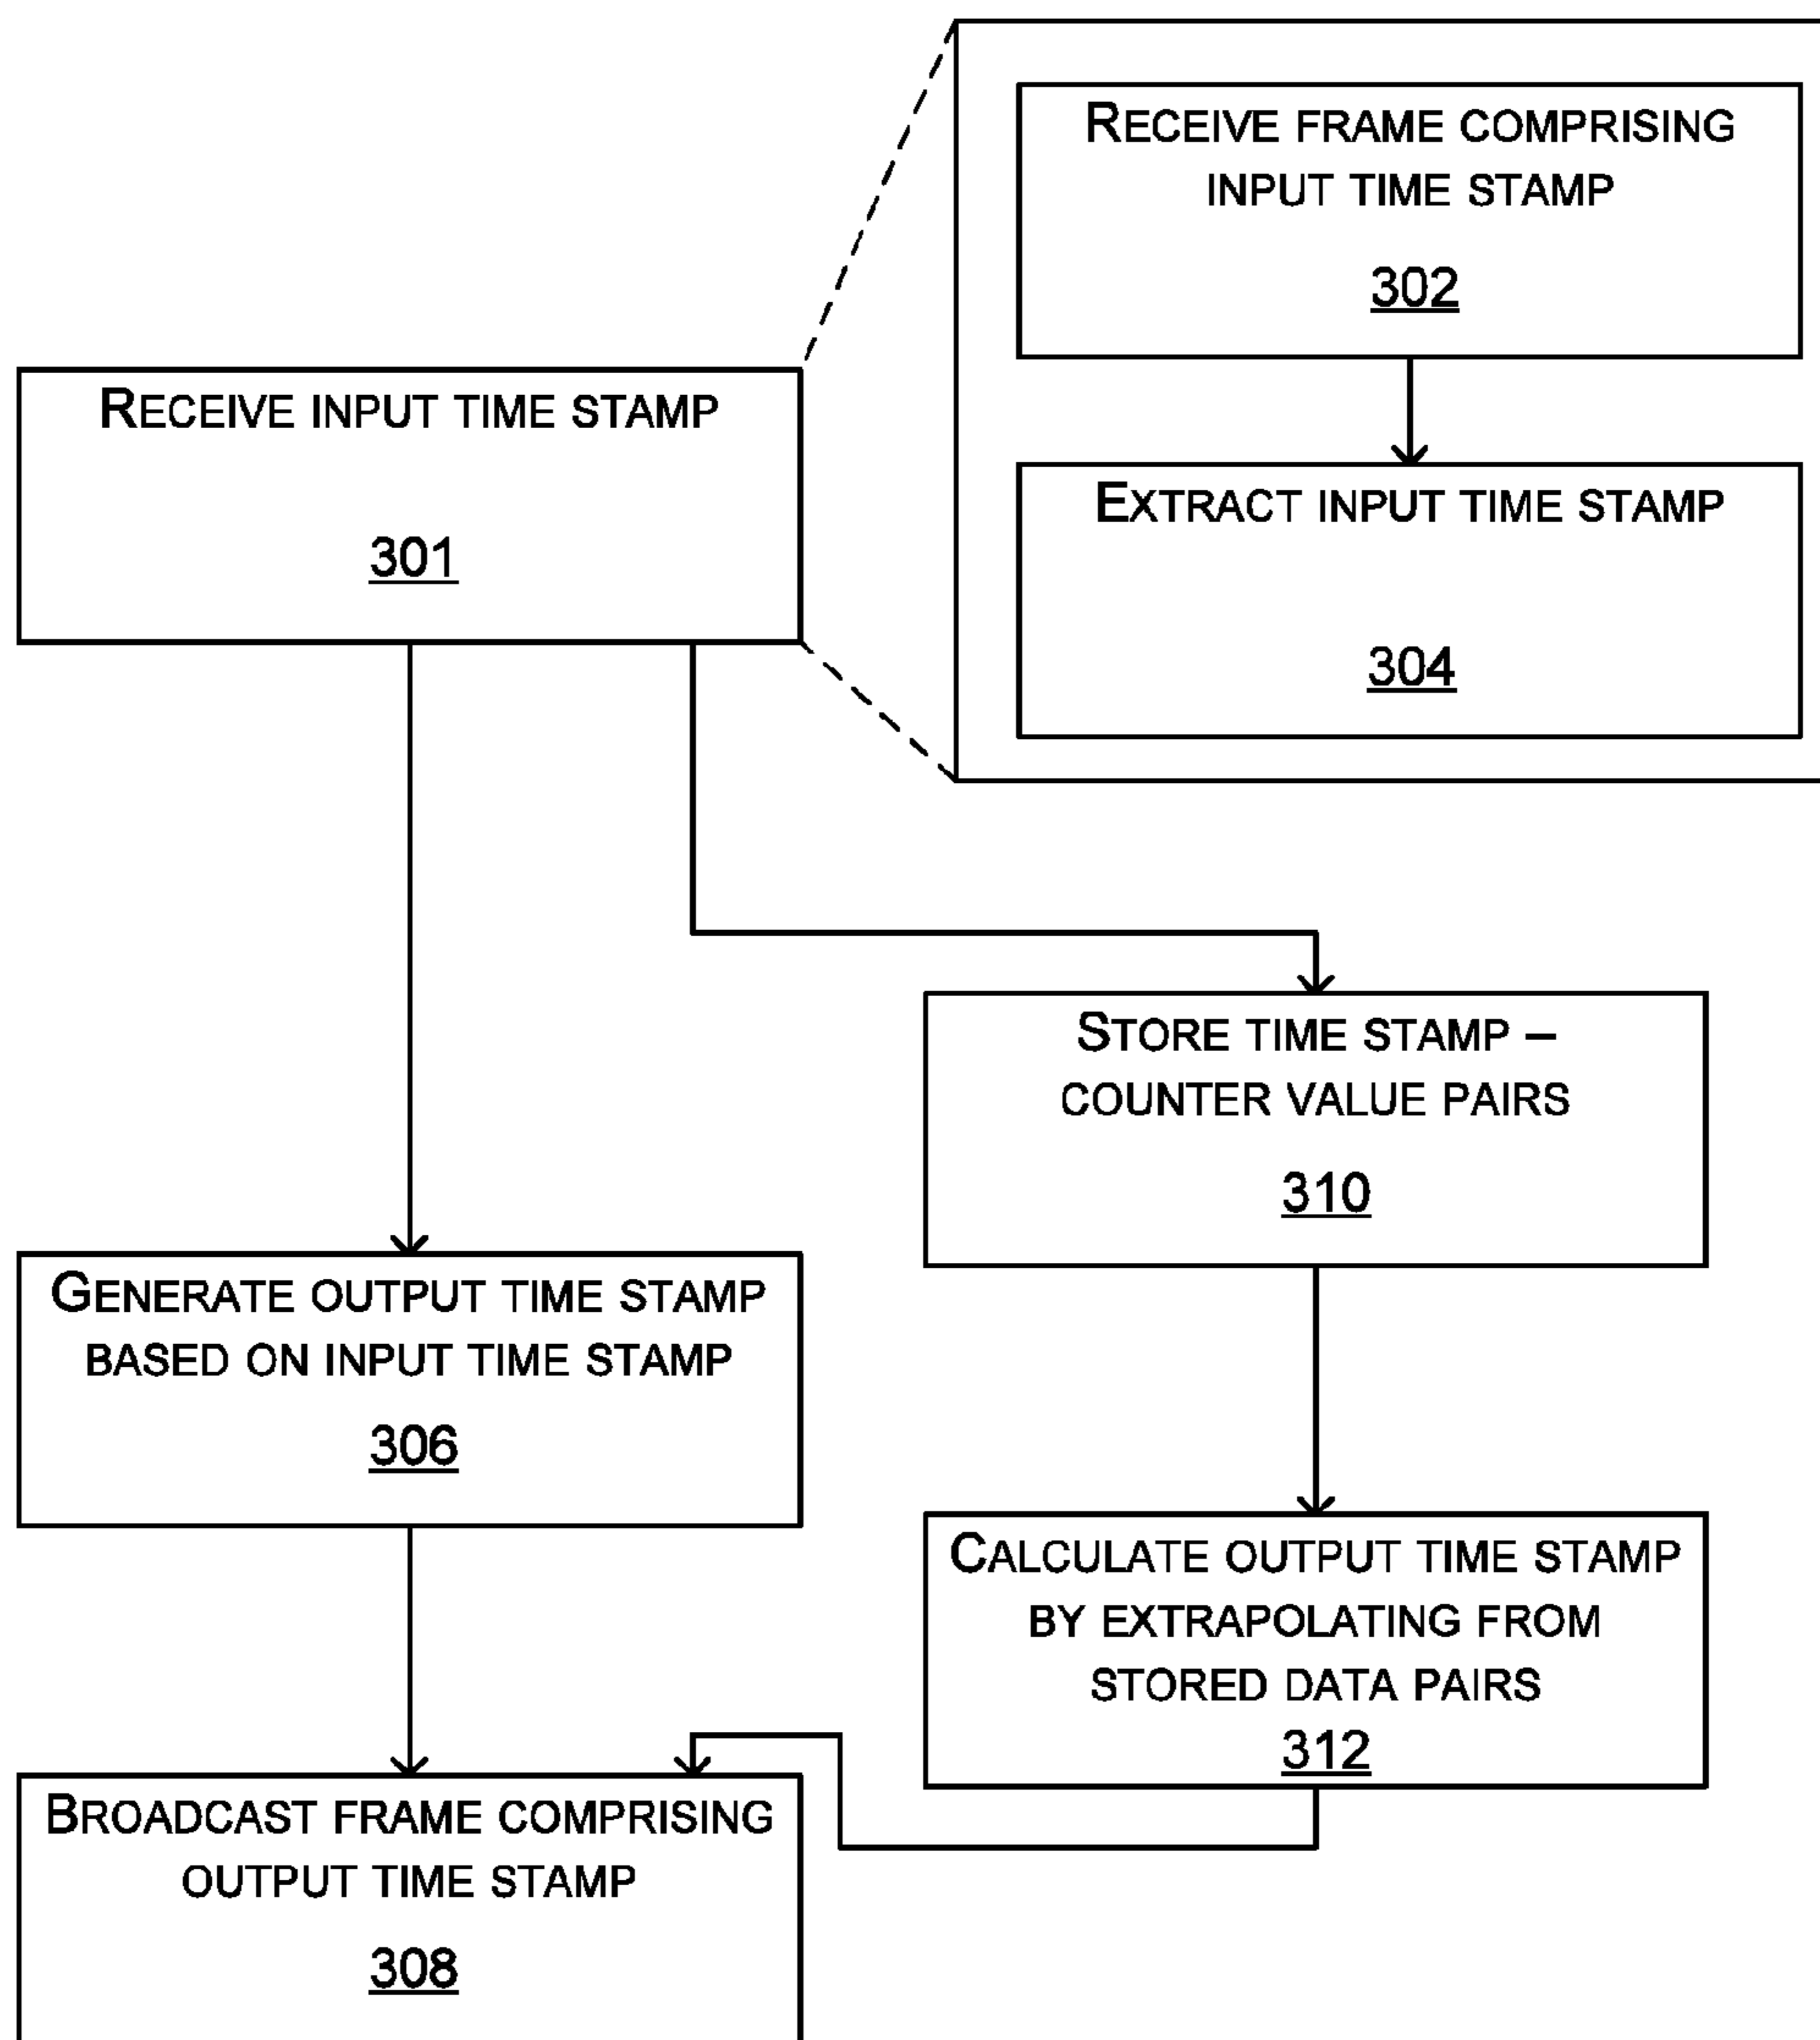 RECEIVE FRAME COMPRISING
INPUT TIME STAMP
302
RECEIVE INPUT TIME STAMP
301
EXTRACT INPUT TIME STAMP
304
STORE TIME STAMP –
COUNTER VALUE PAIRS
310
GENERATE OUTPUT TIME STAMP
BASED ON INPUT TIME STAMP
306
CALCULATE OUTPUT TIME STAMP
BY EXTRAPOLATING FROM
STORED DATA PAIRS
312
BROADCAST FRAME COMPRISING
OUTPUT TIME STAMP
308